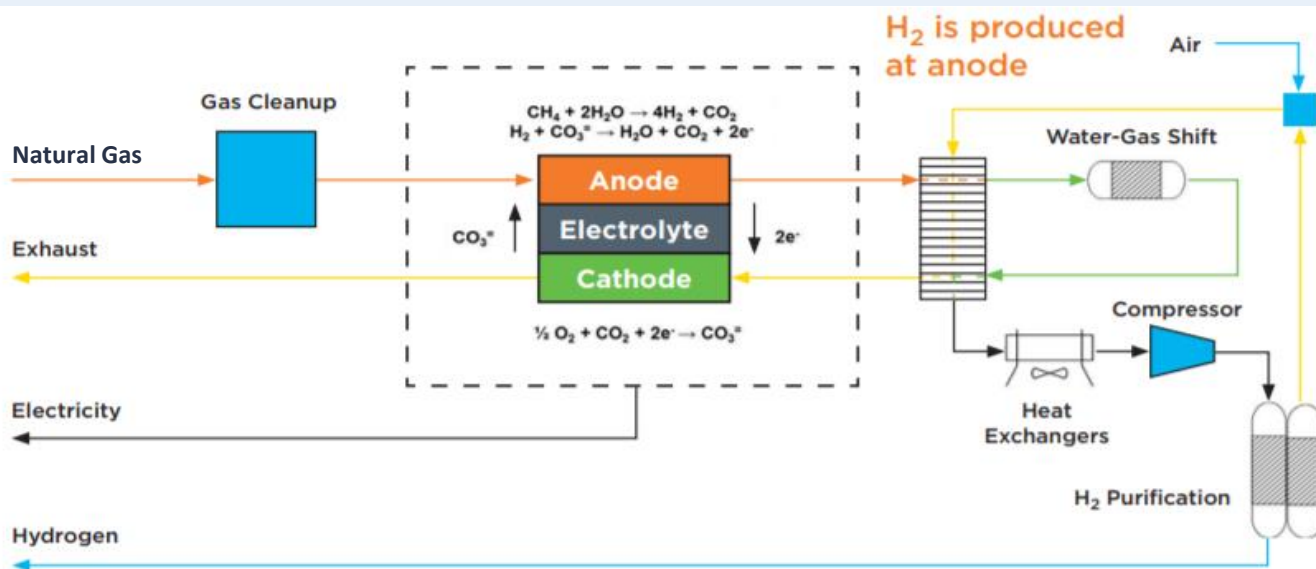 H₂ is produced
at anode
Air
Gas Cleanup
CH₄ + 2H₂O → 4H₂ + CO₂
H₂ + CO₃⁼ → H₂O + CO₂ + 2e⁻
Water-Gas Shift
Natural Gas
Anode
CO₃⁼
Electrolyte
2e⁻
Exhaust
Cathode
½ O₂ + CO₂ + 2e⁻ → CO₃⁼
Compressor
Electricity
Heat
Exchangers
H₂ Purification
Hydrogen